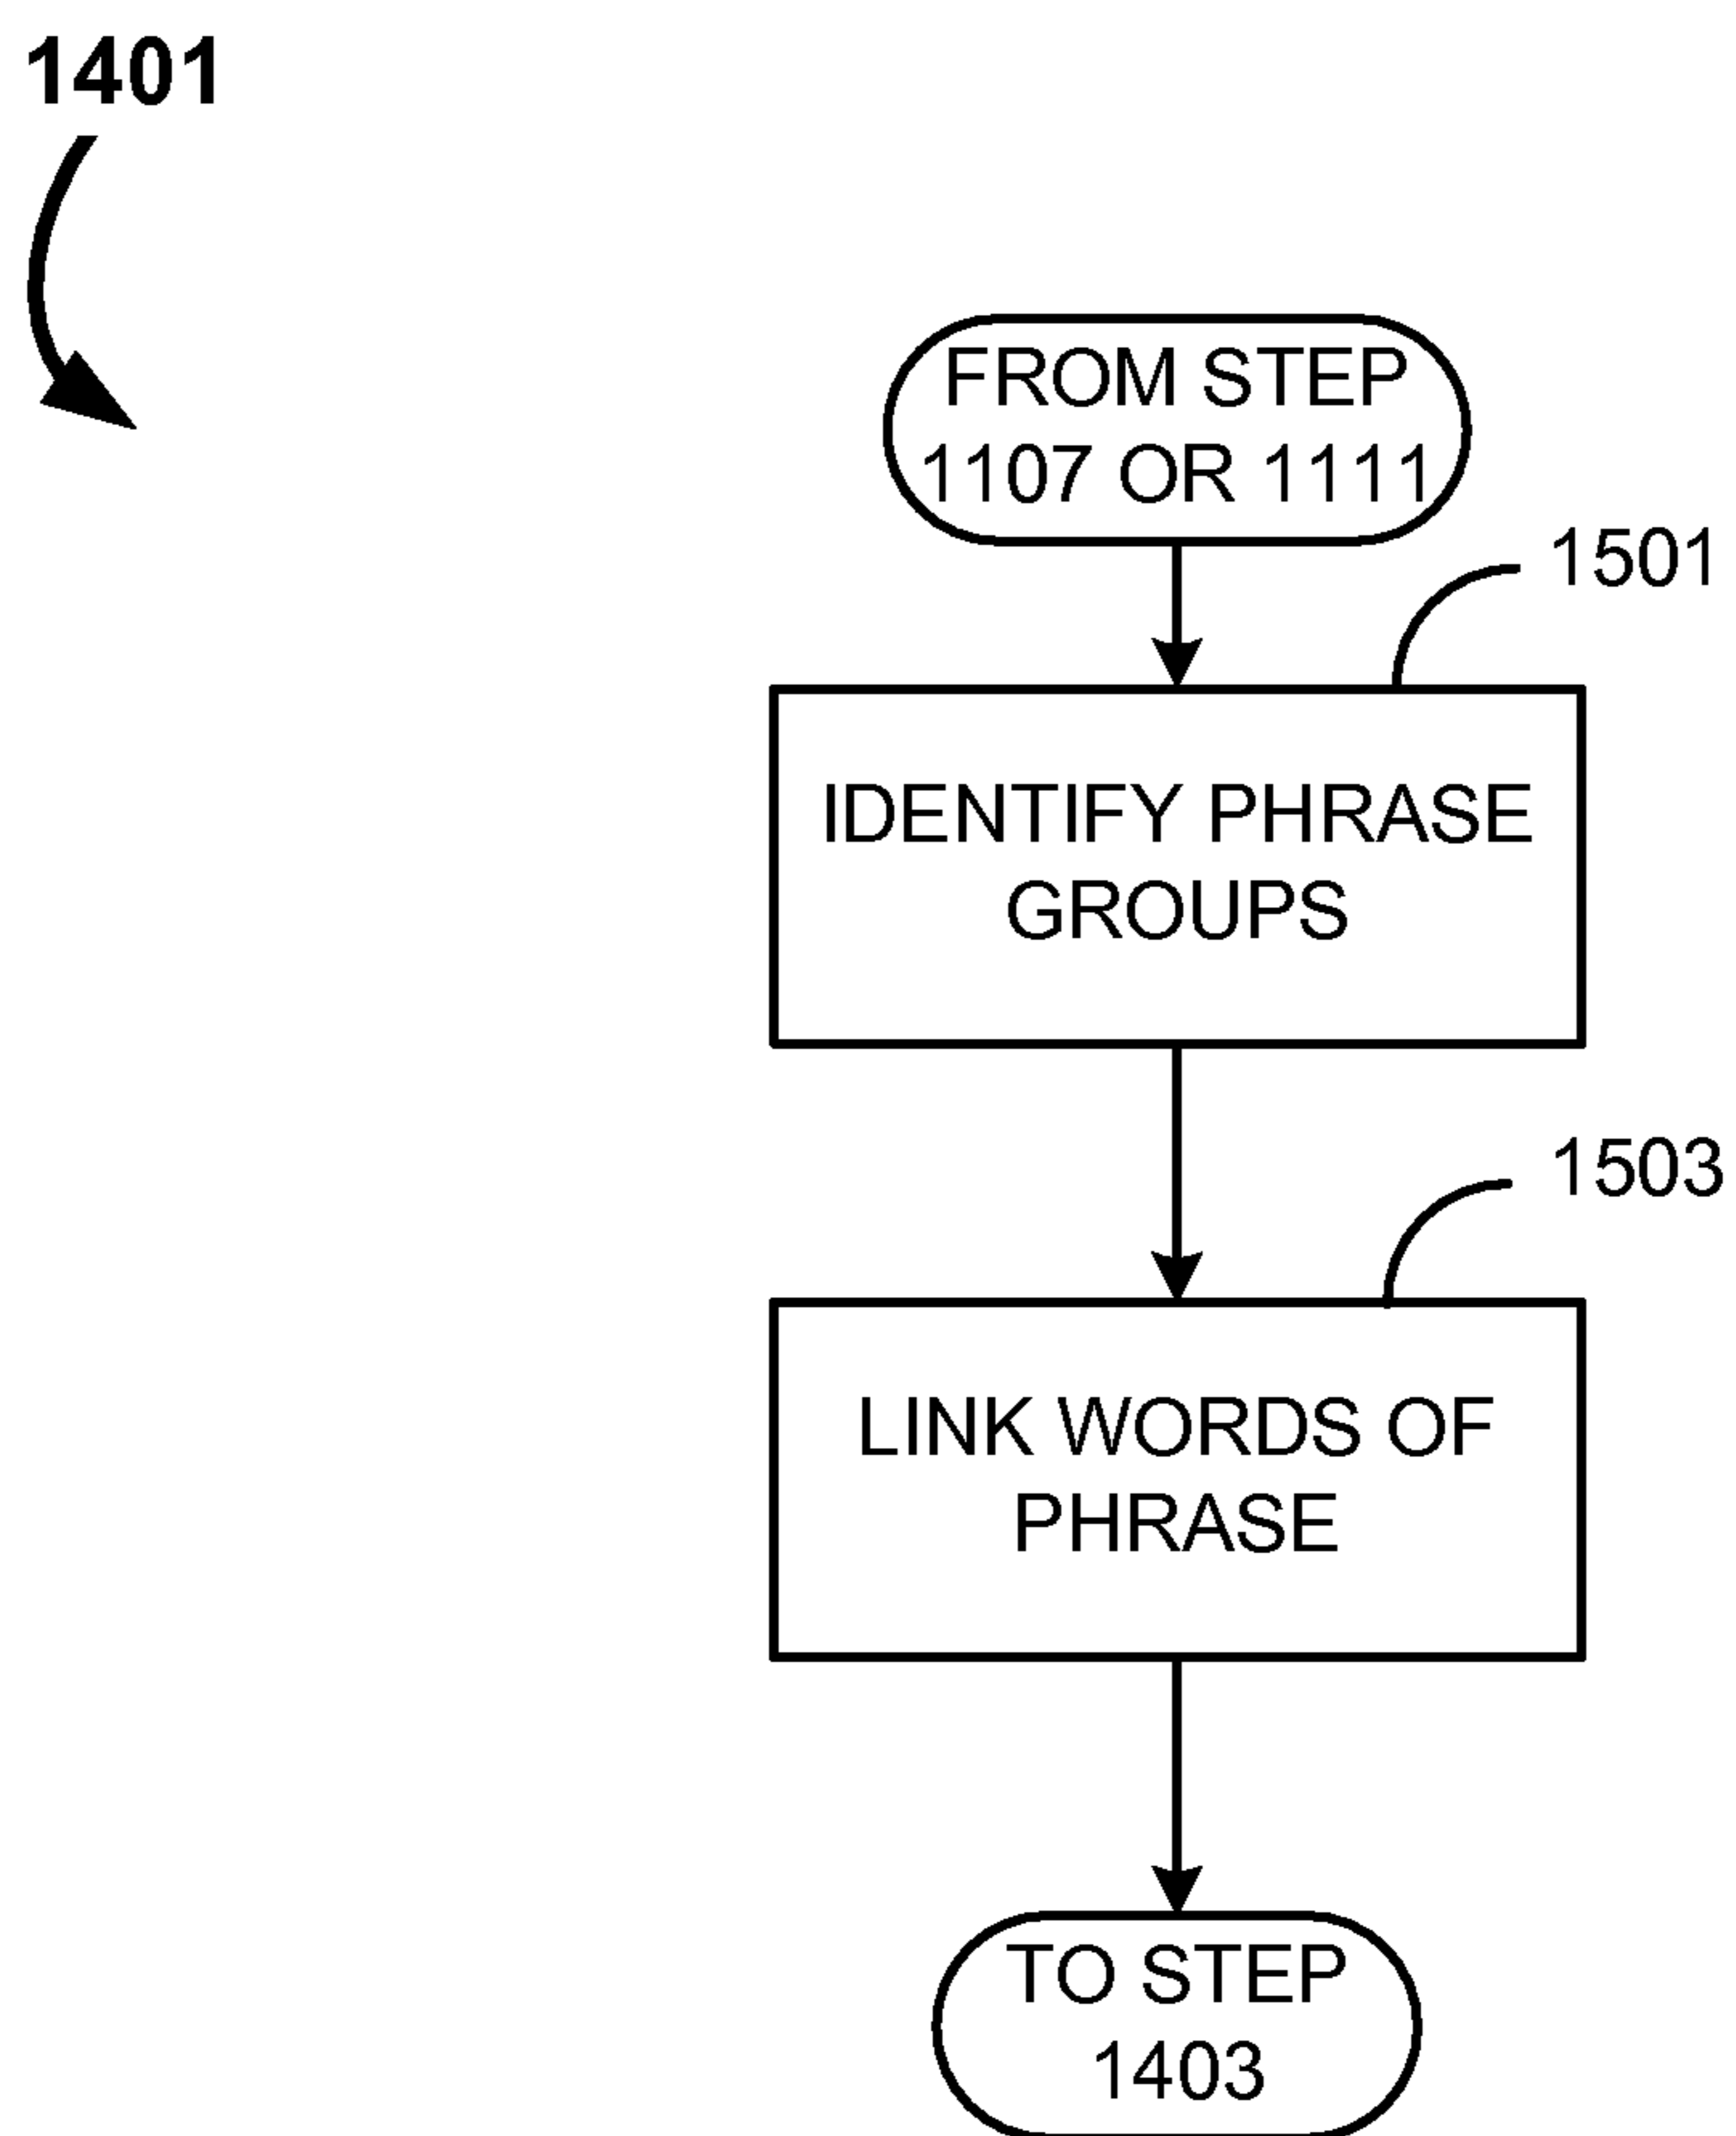 1401
FROM STEP
1107 OR 1111
1501
IDENTIFY PHRASE
GROUPS
1503
LINK WORDS OF
PHRASE
TO STEP
1403